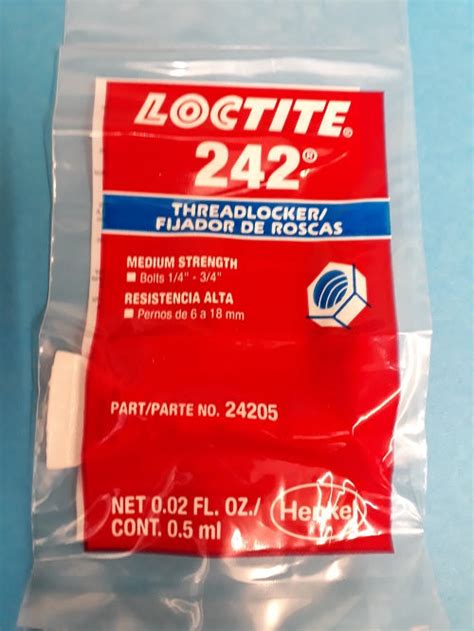 LOCTITE®
242®
THREADLOCKER/
FIJADOR DE ROSCAS
MEDIUM STRENGTH
■ Bolts 1/4" - 3/4"
RESISTENCIA ALTA
■ Pernos de 6 a 18 mm
PART/PARTE NO. 24205
NET 0.02 FL. OZ./
CONT. 0.5 ml
Henkel